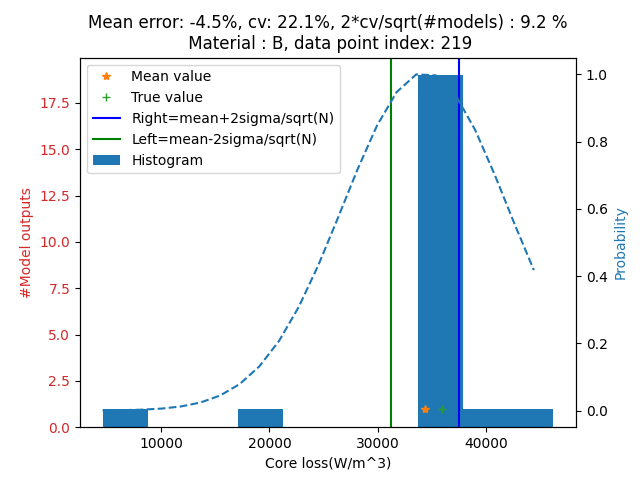 Mean error: -4.5%, cv: 22.1%, 2*cv/sqrt(#models) : 9.2 %
Material : B, data point index: 219
Mean value
True value
Right=mean+2sigma/sqrt(N)
Left=mean-2sigma/sqrt(N)
Histogram
#Model outputs
17.5
15.0
12.5
10.0
7.5
5.0
2.5
0.0
1.0
0.8
0.6
0.4
0.2
0.0
Probability
10000
20000
30000
40000
Core loss(W/m^3)